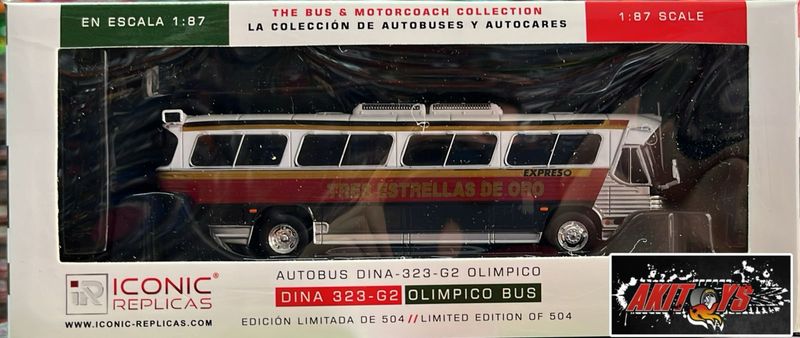 EN ESCALA 1:87
THE BUS & MOTORCOACH COLLECTION
LA COLECCIÓN DE AUTOBUSES Y AUTOCARES
1:87 SCALE
EXPRESO
TRES ESTRELLAS DE ORO
iR ICONIC®
REPLICAS
WWW.ICONIC-REPLICAS.COM
AUTOBUS DINA-323-G2 OLIMPICO
DINA 323-G2 OLIMPICO BUS
EDICIÓN LIMITADA DE 504 // LIMITED EDITION OF 504
AKITOYS